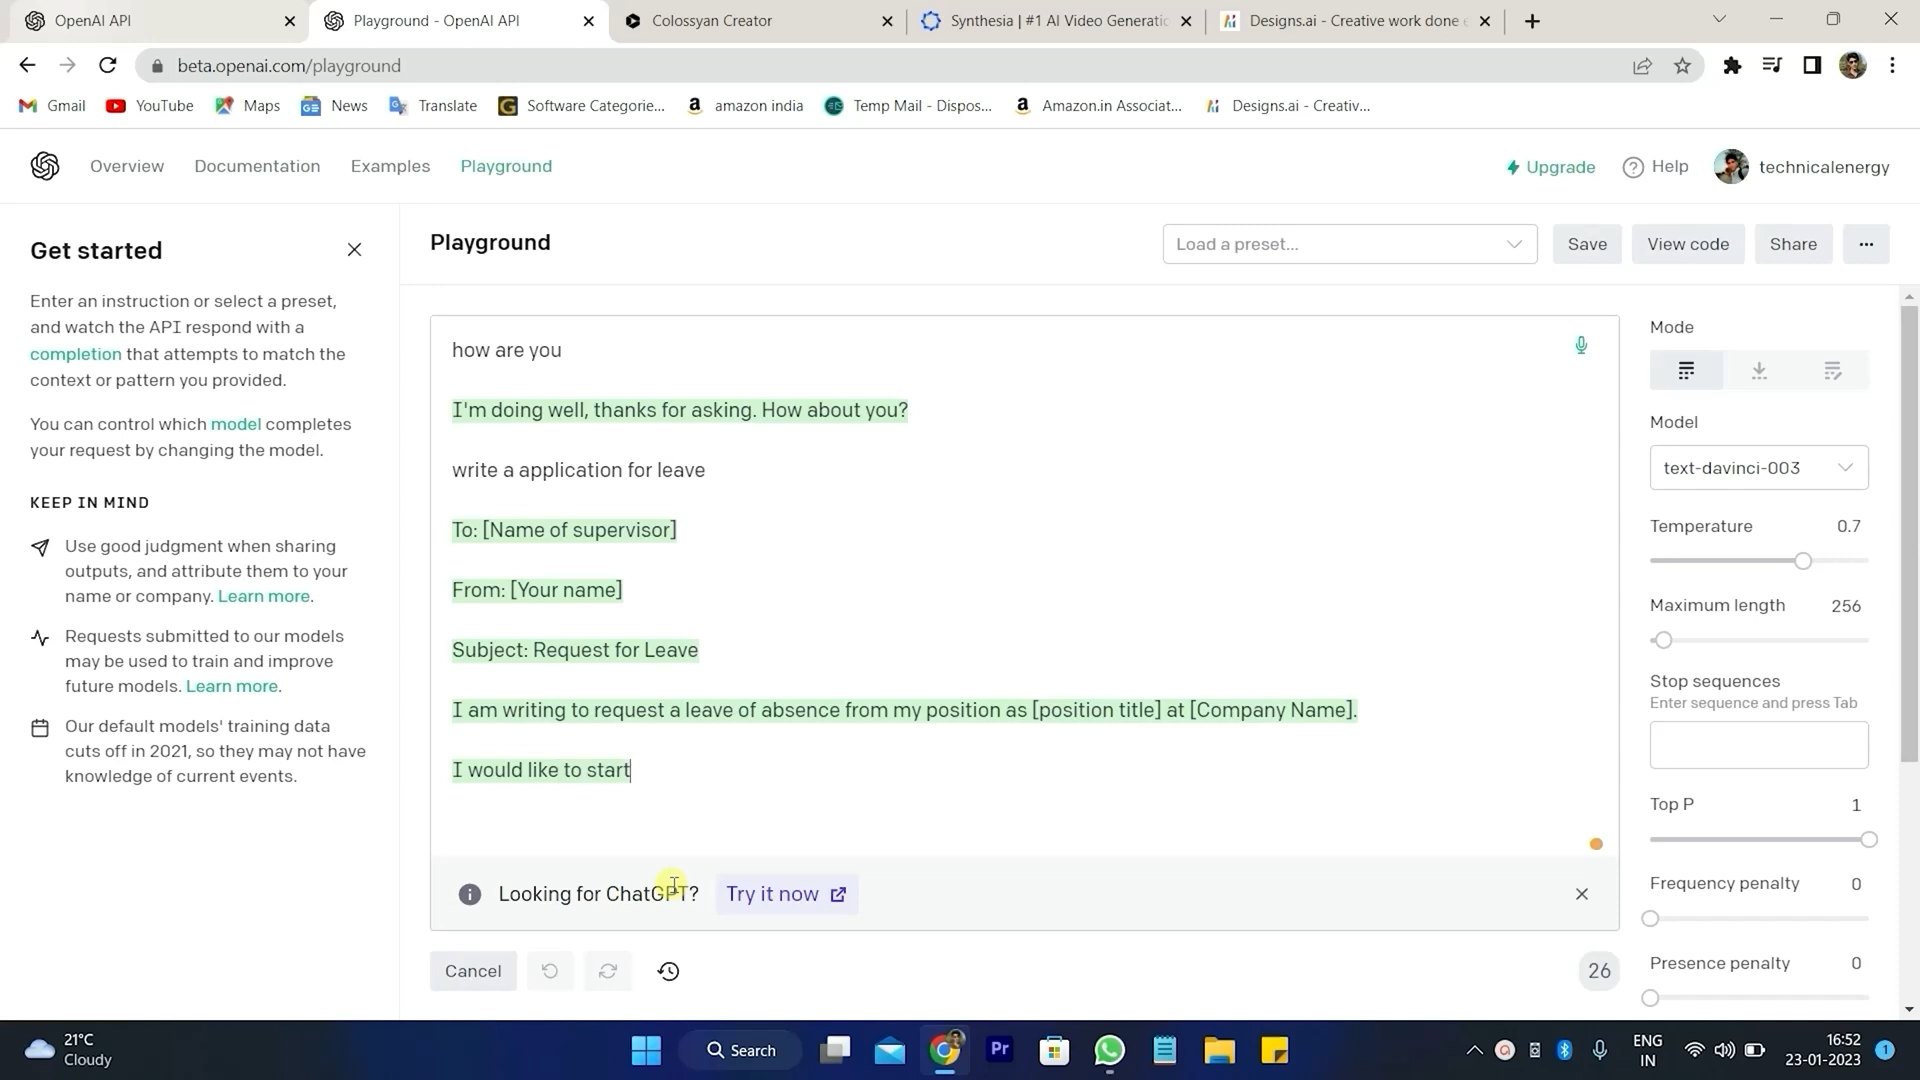 OpenAI API
Playground - OpenAI API
Colossyan Creator
Synthesia | #1 AI Video Generatio
Designs.ai - Creative work done
beta.openai.com/playground
Gmail
YouTube
Maps
News
Translate
Software Categorie...
amazon india
Temp Mail - Dispos...
Amazon.in Associat...
Designs.ai - Creativ...
Overview
Documentation
Examples
Playground
Upgrade
Help
technicalenergy
Get started
Enter an instruction or select a preset,
and watch the API respond with a
completion that attempts to match the
context or pattern you provided.
You can control which model completes
your request by changing the model.
KEEP IN MIND
Use good judgment when sharing
outputs, and attribute them to your
name or company. Learn more.
Requests submitted to our models
may be used to train and improve
future models. Learn more.
Our default models' training data
cuts off in 2021, so they may not have
knowledge of current events.
Playground
Load a preset...
Save
View code
Share
...
how are you
I'm doing well, thanks for asking. How about you?
write a application for leave
To: [Name of supervisor]
From: [Your name]
Subject: Request for Leave
I am writing to request a leave of absence from my position as [position title] at [Company Name].
I would like to start
Looking for ChatGPT?
Try it now
Cancel
26
Mode
Model
text-davinci-003
Temperature 0.7
Maximum length 256
Stop sequences
Enter sequence and press Tab
Top P 1
Frequency penalty 0
Presence penalty 0
21°C
Cloudy
Search
Pr
ENG
IN
16:52
23-01-2023
1